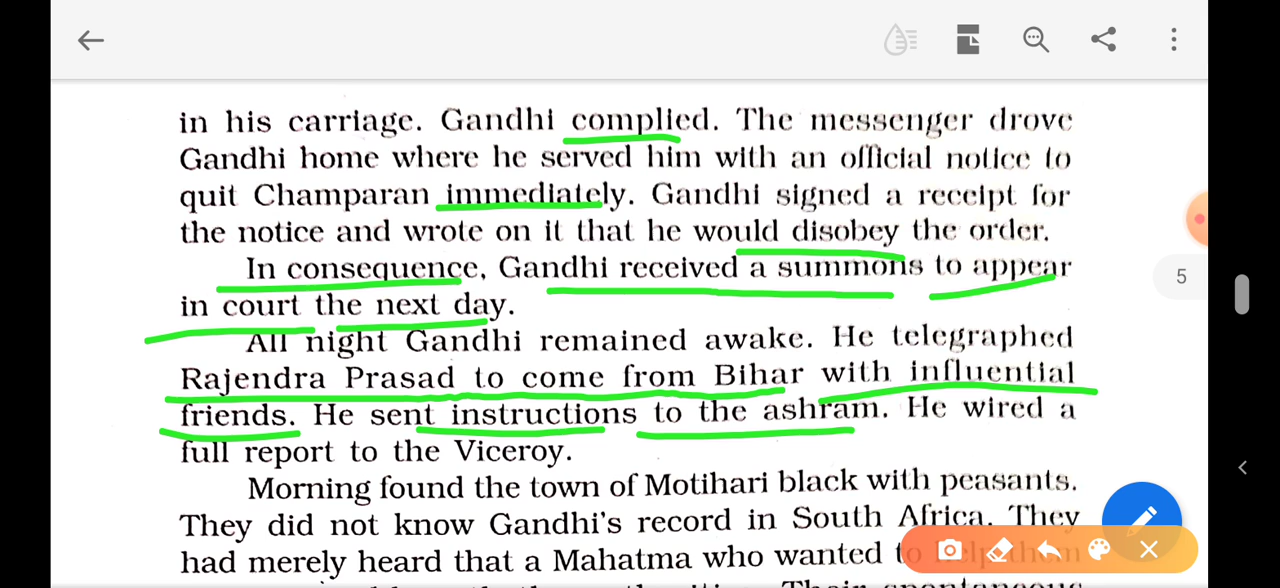 in his carriage. Gandhi complied. The messenger drove
Gandhi home where he served him with an official notice to
quit Champaran immediately. Gandhi signed a receipt for
the notice and wrote on it that he would disobey the order.
In consequence, Gandhi received a summons to appear
5
in court the next day.
All night Gandhi remained awake. He telegraphed
Rajendra Prasad to come from Bihar with influential
friends. He sent instructions to the ashram. He wired a
full report to the Viceroy.
Morning found the town of Motihari black with peasants.
They did not know Gandhi's record in South Africa. They
had merely heard that a Mahatma who wanted